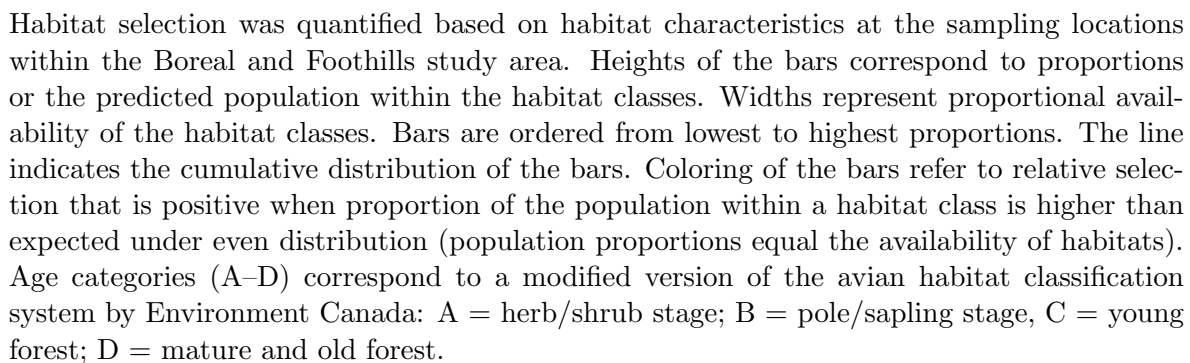 Habitat selection was quantified based on habitat characteristics at the sampling locations
within the Boreal and Foothills study area. Heights of the bars correspond to proportions
or the predicted population within the habitat classes. Widths represent proportional avail-
ability of the habitat classes. Bars are ordered from lowest to highest proportions. The line
indicates the cumulative distribution of the bars. Coloring of the bars refer to relative selec-
tion that is positive when proportion of the population within a habitat class is higher than
expected under even distribution (population proportions equal the availability of habitats).
Age categories (A–D) correspond to a modified version of the avian habitat classification
system by Environment Canada: A = herb/shrub stage; B = pole/sapling stage, C = young
forest; D = mature and old forest.